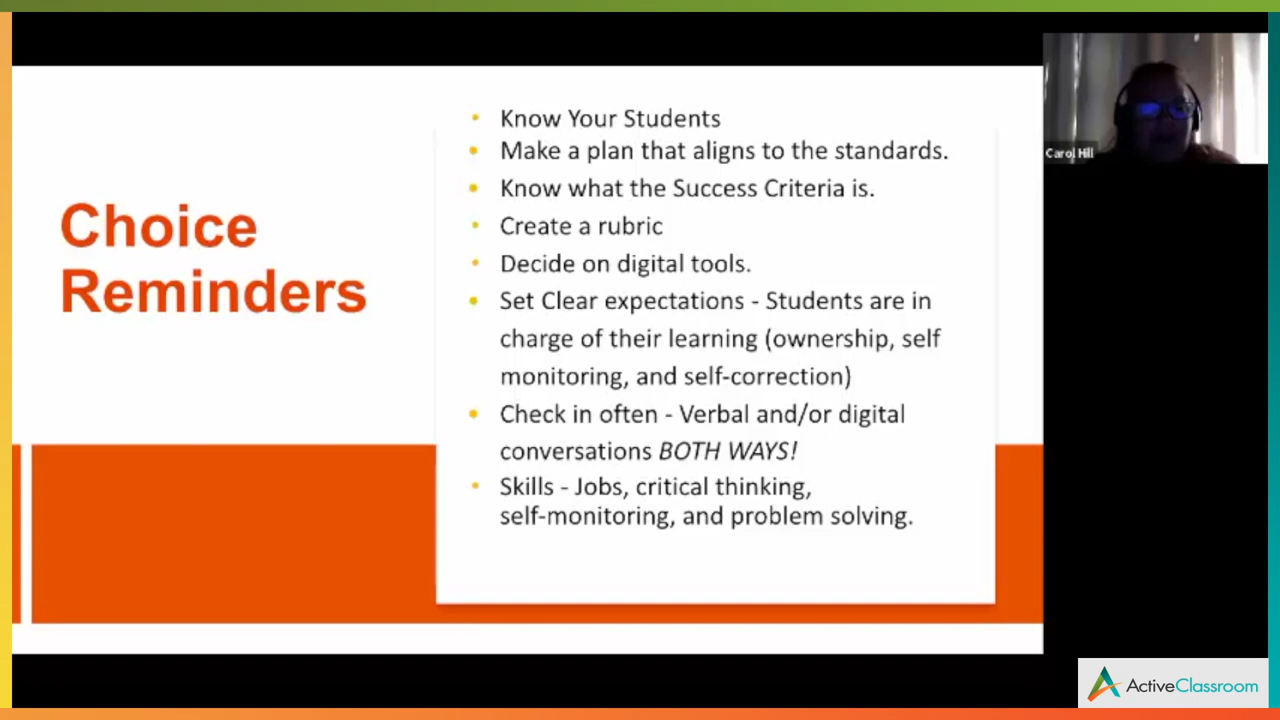 Choice
Reminders
• Know Your Students
• Make a plan that aligns to the standards.
• Know what the Success Criteria is.
• Create a rubric
• Decide on digital tools.
• Set Clear expectations - Students are in
charge of their learning (ownership, self
monitoring, and self-correction)
• Check in often - Verbal and/or digital
conversations BOTH WAYS!
• Skills - Jobs, critical thinking,
self-monitoring, and problem solving.
Carol Hill
ActiveClassroom